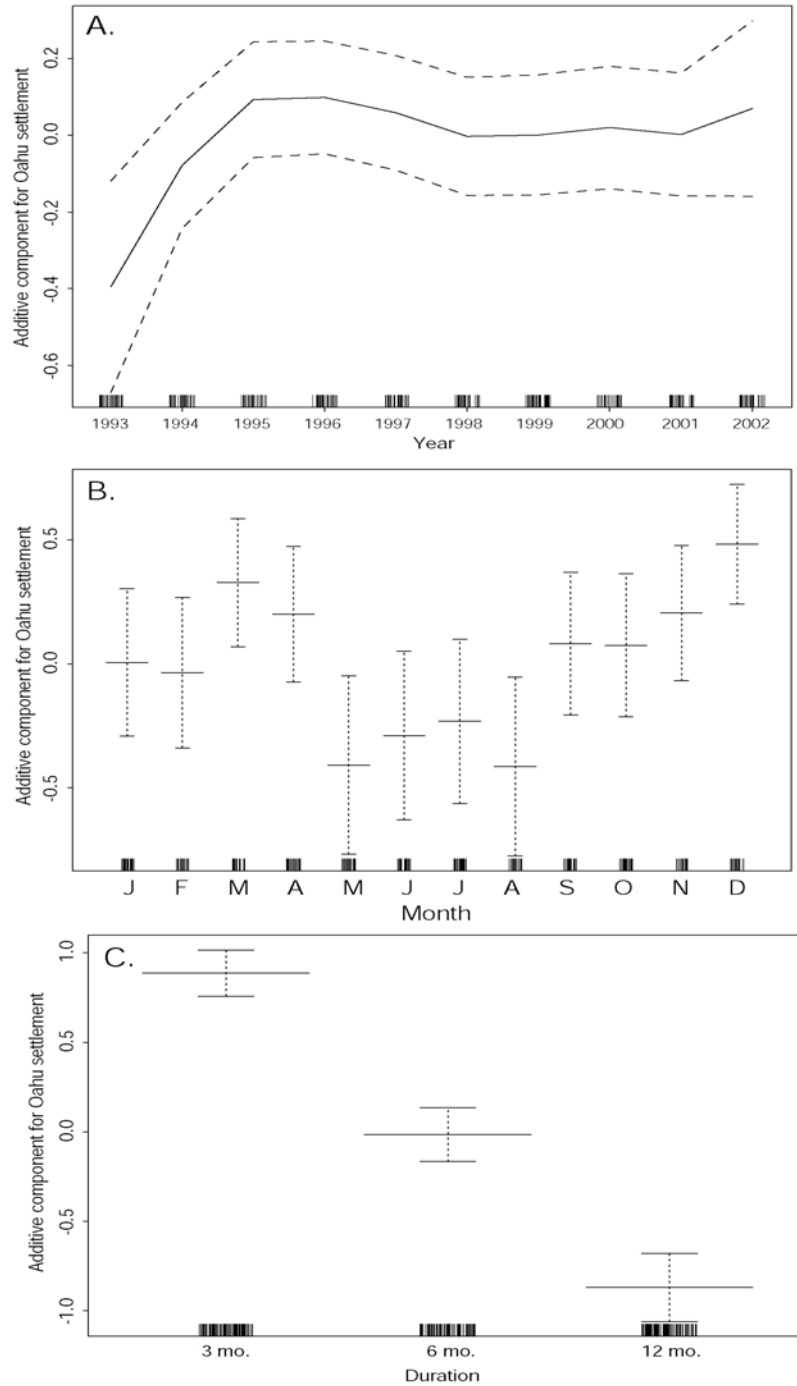 A.
Additive component for Oahu settlement
0.2
0.0
-0.2
-0.4
-0.6
1993 1994 1995 1996 1997 1998 1999 2000 2001 2002
Year
B.
Additive component for Oahu settlement
0.5
0.0
-0.5
J F M A M J J A S O N D
Month
C.
Additive component for Oahu settlement
1.0
0.5
0.0
-0.5
-1.0
3 mo. 6 mo. 12 mo.
Duration